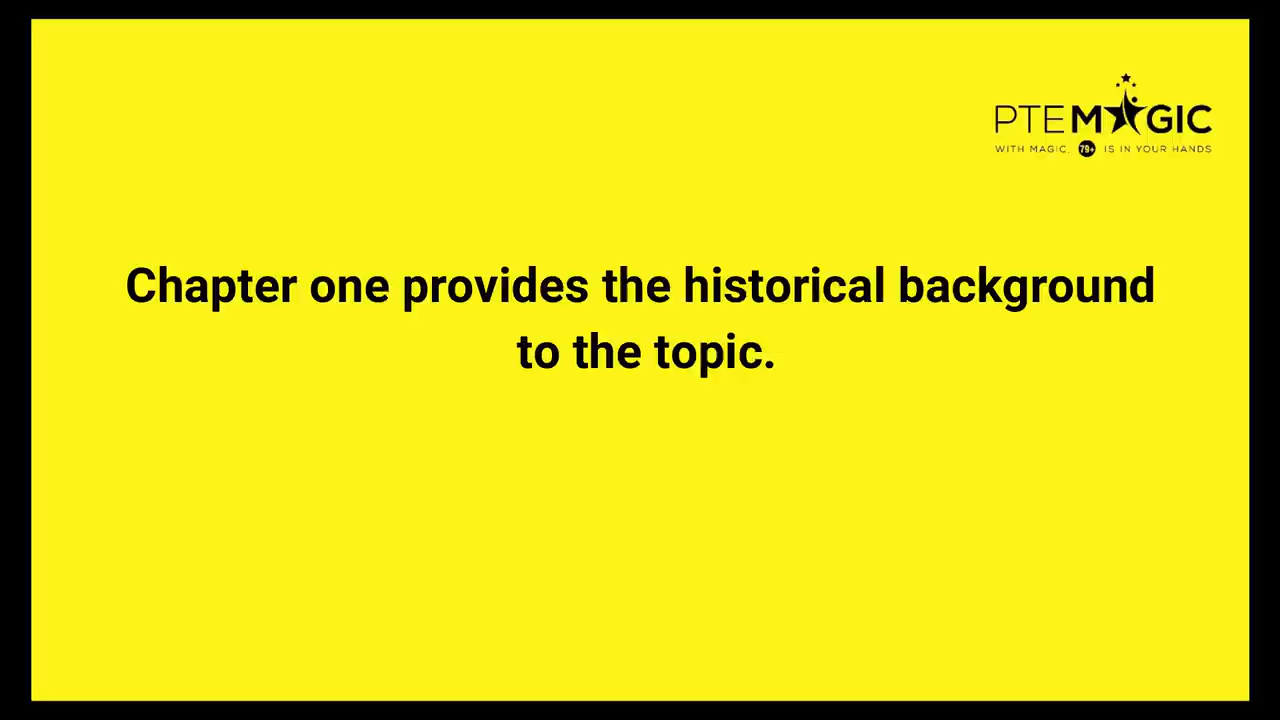 PTEMAGIC
WITH MAGIC. 79+ IS IN YOUR HANDS
Chapter one provides the historical background
to the topic.